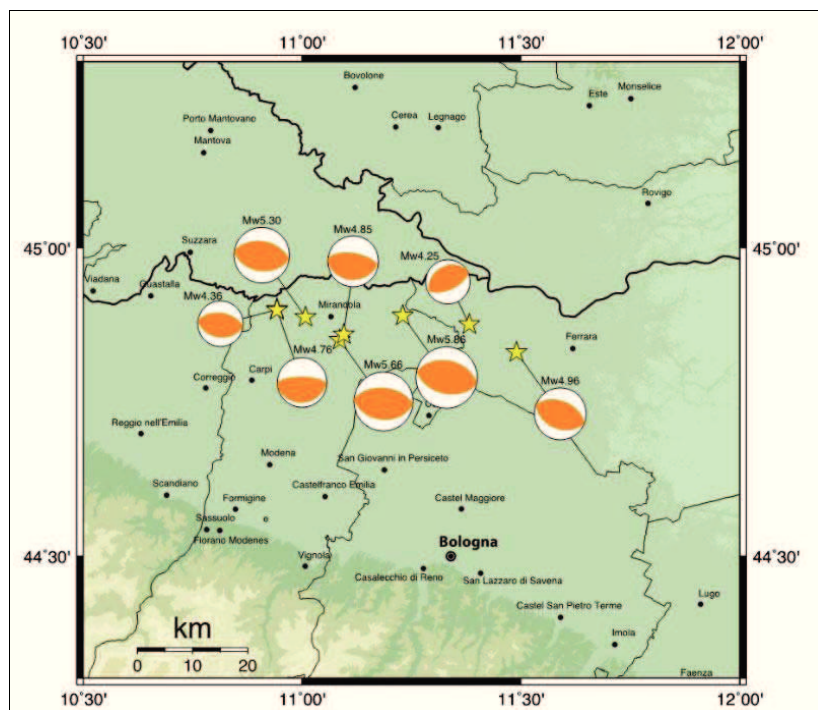 10˚30' 11˚00' 11˚30' 12˚00'
Bovolone
Monselice
Este
Porto Mantovano
Cerea Legnago
Mantova
Rovigo
Mw5.30
Mw4.85
Suzzara
Mw4.25
45˚00' 45˚00'
Viadana
Guastalla
Mw4.36
Mirandola
Mw5.86
Ferrara
Mw4.76
Mw5.66
Carpi
Correggio
Mw4.96
Reggio nell'Emilia
Modena
San Giovanni in Persiceto
Scandiano
Castelfranco Emilia
Formigine
Castel Maggiore
Sassuolo
Fiorano Modenes
e
Bologna
44˚30' 44˚30'
Vignola
Casalecchio di Reno
San Lazzaro di Savena
Lugo
Castel San Pietro Terme
km
Imola
0 10 20
Faenza
10˚30' 11˚00' 11˚30' 12˚00'